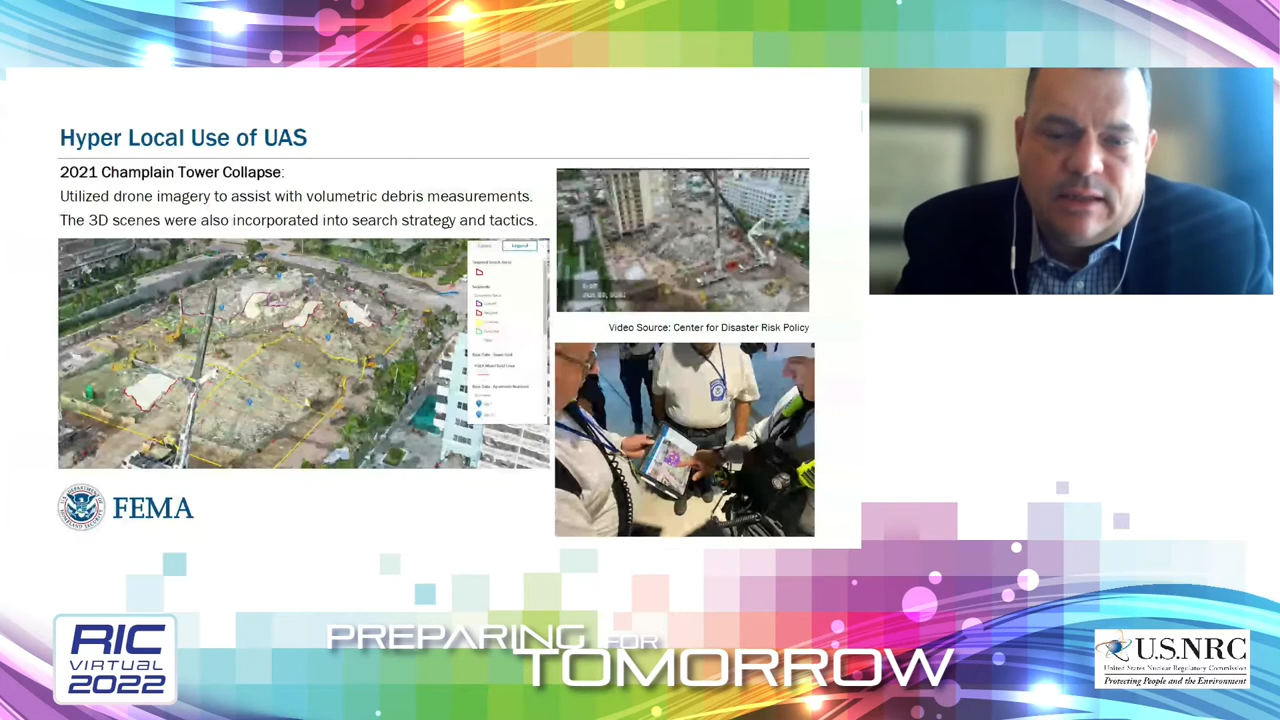 Hyper Local Use of UAS
2021 Champlain Tower Collapse:
Utilized drone imagery to assist with volumetric debris measurements.
The 3D scenes were also incorporated into search strategy and tactics.
Legend
Video Source: Center for Disaster Risk Policy
FEMA
RIC
VIRTUAL
2022
PREPARING FOR
TOMORROW
U.S.NRC
United States Nuclear Regulatory Commission
Protecting People and the Environment